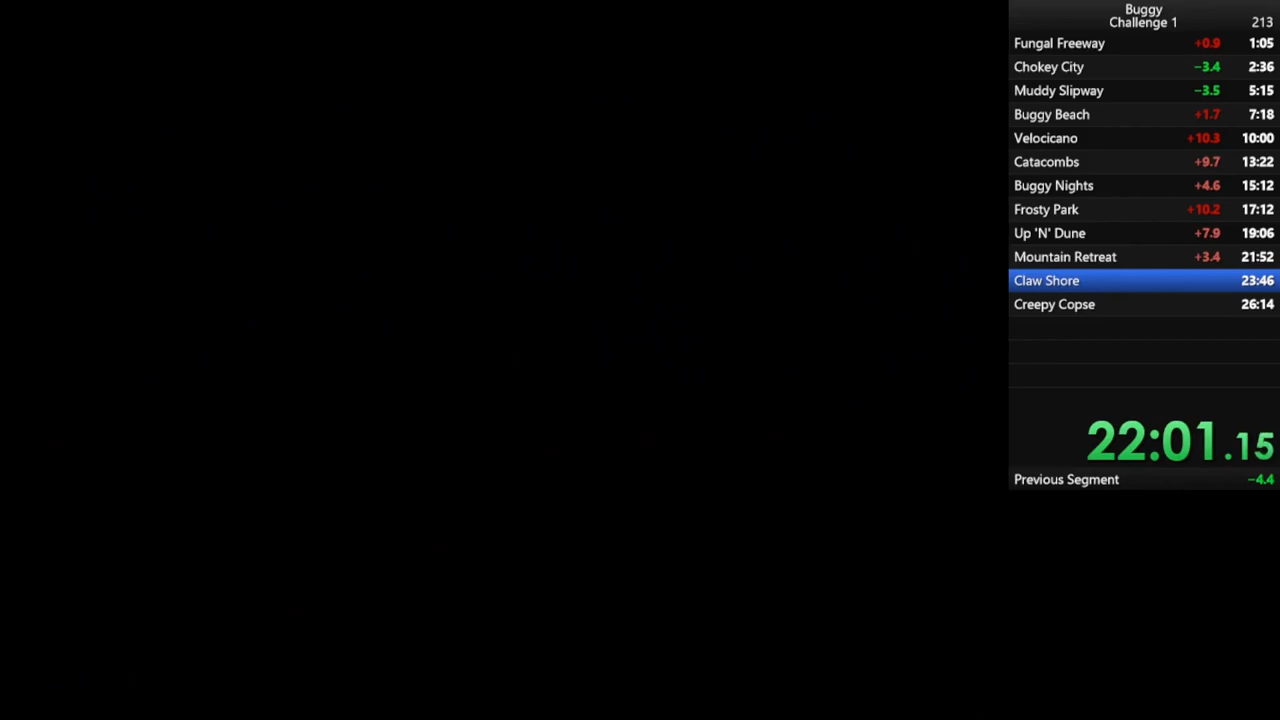 Buggy
Challenge 1 213
Fungal Freeway +0.9 1:05
Chokey City −3.4 2:36
Muddy Slipway −3.5 5:15
Buggy Beach +1.7 7:18
Velocicano +10.3 10:00
Catacombs +9.7 13:22
Buggy Nights +4.6 15:12
Frosty Park +10.2 17:12
Up 'N' Dune +7.9 19:06
Mountain Retreat +3.4 21:52
Claw Shore 23:46
Creepy Copse 26:14
22:01.15
Previous Segment −4.4